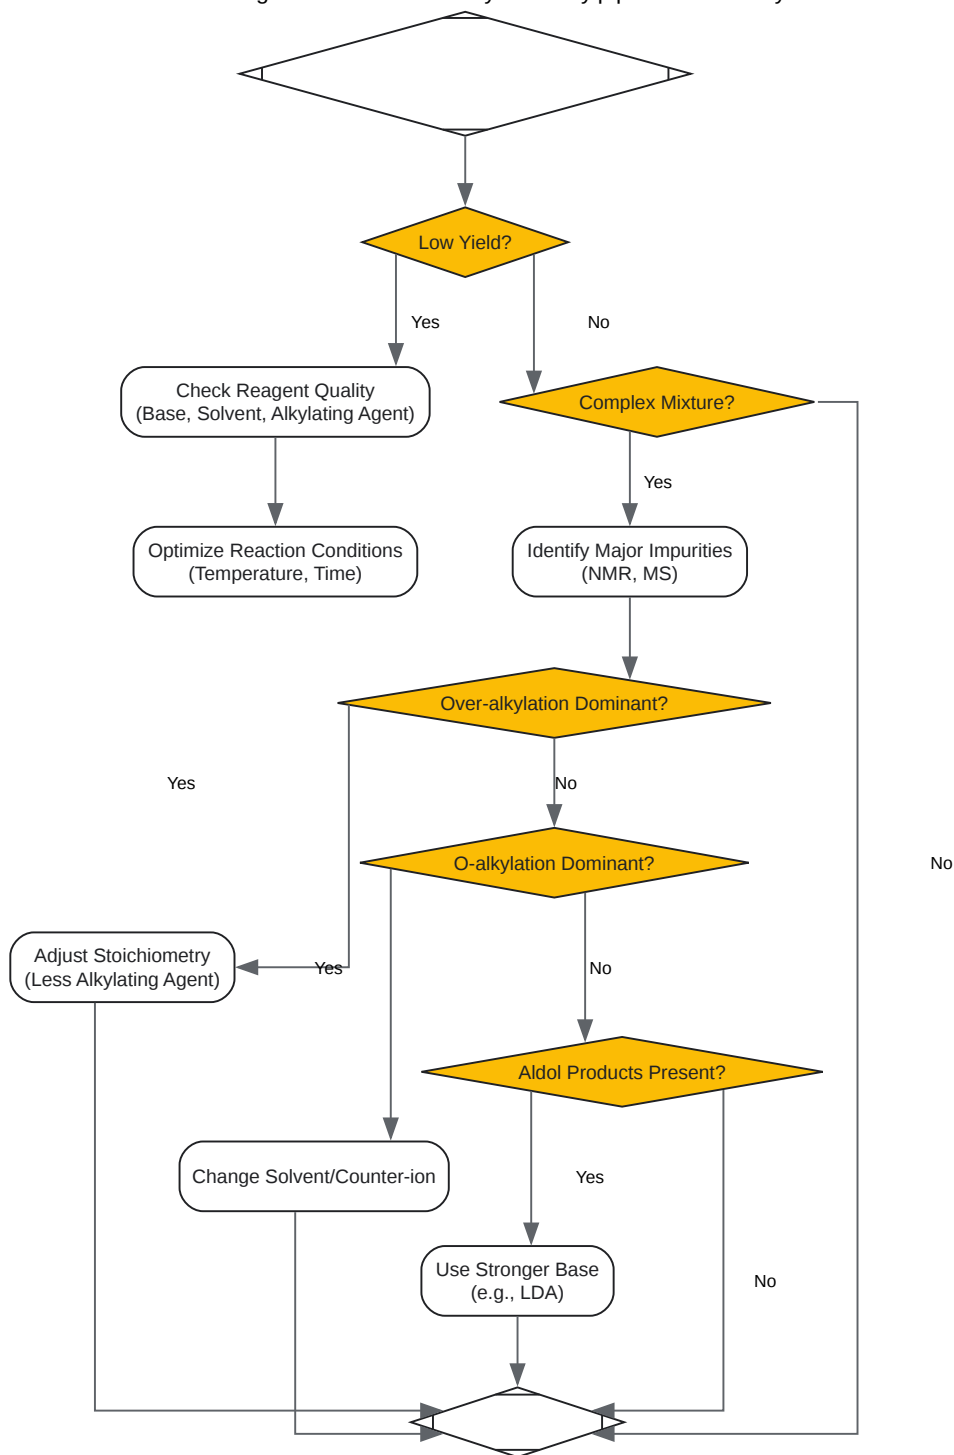 Low Yield?
Yes
No
Check Reagent Quality
(Base, Solvent, Alkylating Agent)
Complex Mixture?
Yes
Optimize Reaction Conditions
(Temperature, Time)
Identify Major Impurities
(NMR, MS)
Over-alkylation Dominant?
Yes
No
O-alkylation Dominant?
No
Adjust Stoichiometry
(Less Alkylating Agent)
Yes
No
Aldol Products Present?
Change Solvent/Counter-ion
Yes
Use Stronger Base
(e.g., LDA)
No